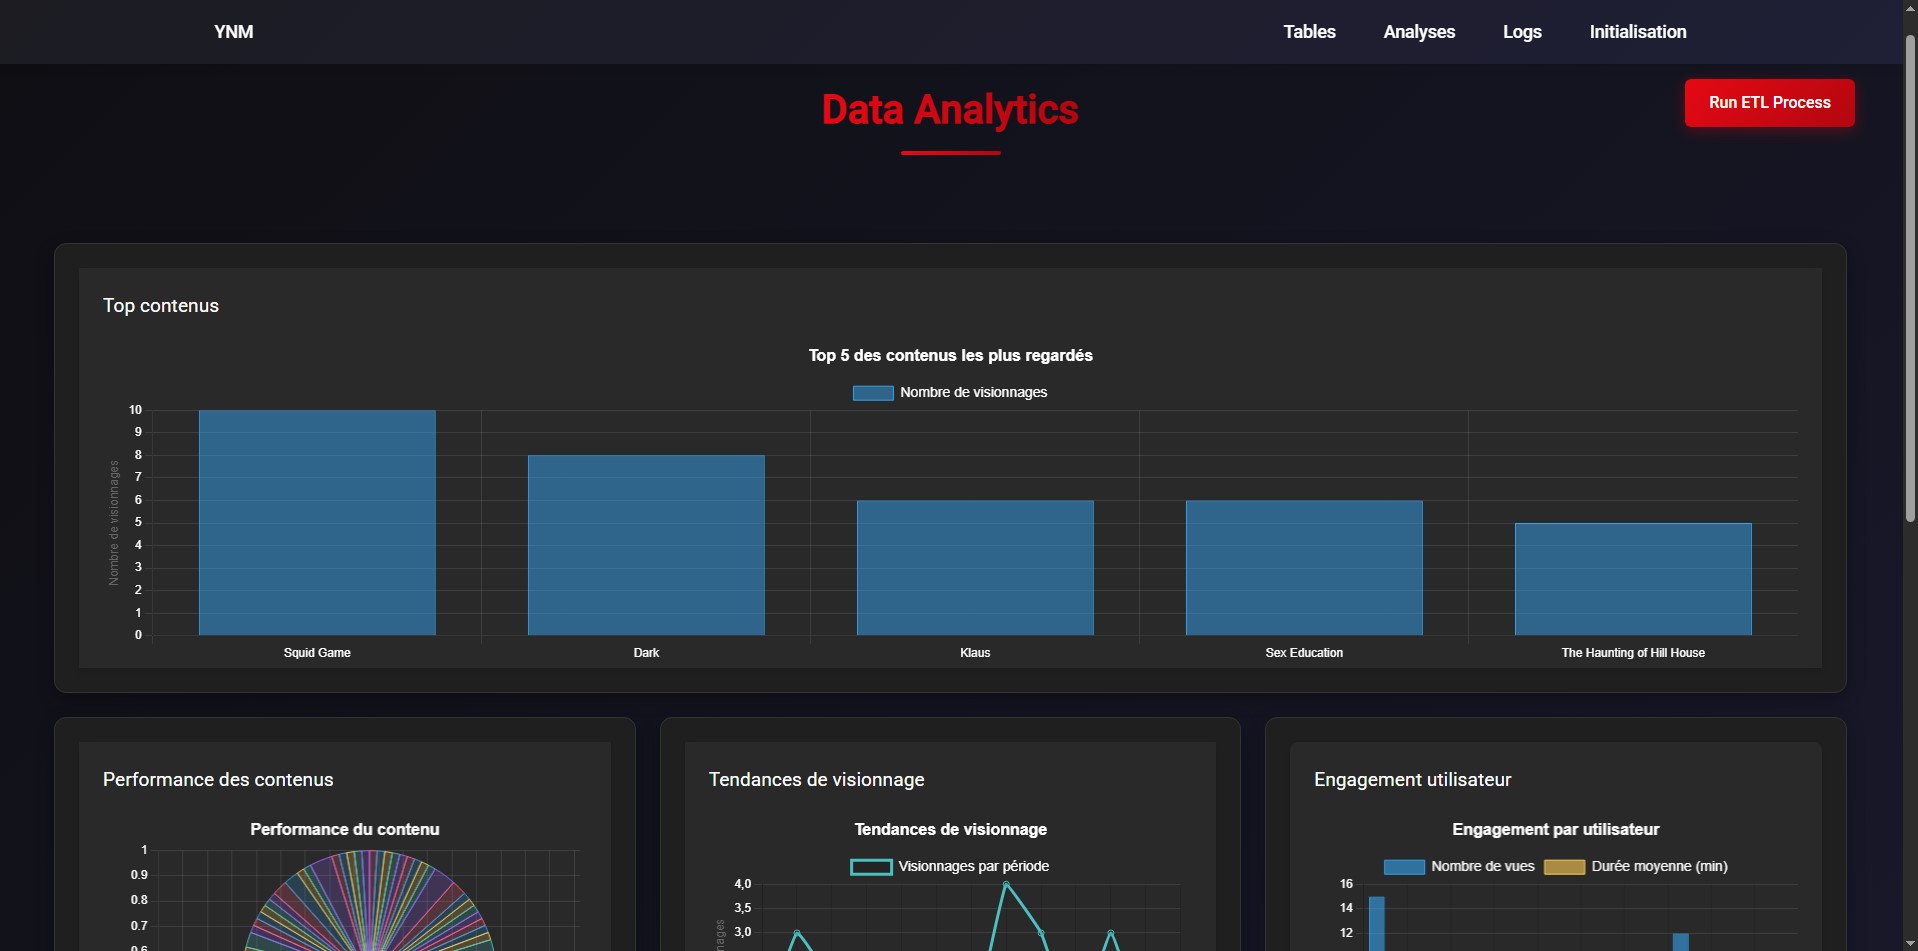 YNM
Tables Analyses Logs Initialisation
Data Analytics
Run ETL Process
Top contenus
Top 5 des contenus les plus regardés
Nombre de visionnages
10
9
8
7
6
5
4
3
2
1
0
Nombre de visionnages
Squid Game Dark Klaus Sex Education The Haunting of Hill House
Performance des contenus
Performance du contenu
1
0.9
0.8
0.7
0.6
Tendances de visionnage
Tendances de visionnage
Visionnages par période
4,0
3,5
3,0
Engagement utilisateur
Engagement par utilisateur
Nombre de vues Durée moyenne (min)
16
14
12